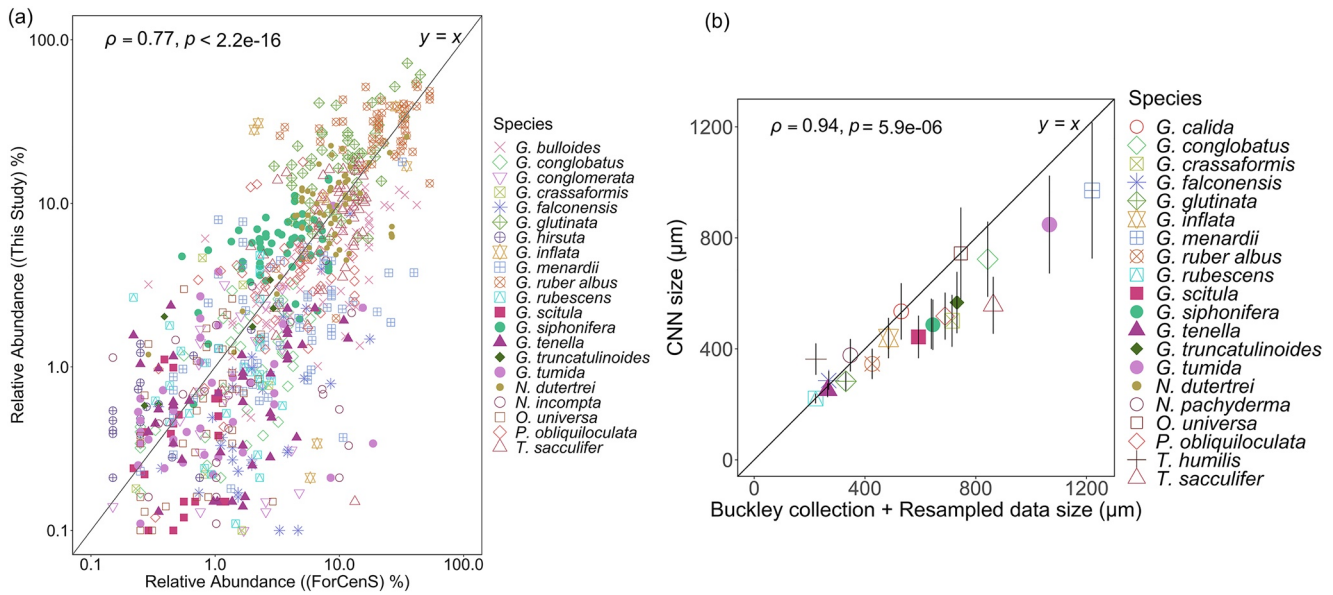 (a)
ρ = 0.77, p < 2.2e-16
y = x
100.0
10.0
1.0
0.1
Relative Abundance ((This Study) %)
0.1 1.0 10.0 100.0
Relative Abundance ((ForCenS) %)
Species
G. bulloides
G. conglobatus
G. conglomerata
G. crassaformis
G. falconensis
G. glutinata
G. hirsuta
G. inflata
G. menardii
G. ruber albus
G. rubescens
G. scitula
G. siphonifera
G. tenella
G. truncatulinoides
G. tumida
N. dutertrei
N. incompta
O. universa
P. obliquiloculata
T. sacculifer
(b)
ρ = 0.94, p = 5.9e-06
y = x
1200
800
400
0
CNN size (μm)
0 400 800 1200
Buckley collection + Resampled data size (μm)
Species
G. calida
G. conglobatus
G. crassaformis
G. falconensis
G. glutinata
G. inflata
G. menardii
G. ruber albus
G. rubescens
G. scitula
G. siphonifera
G. tenella
G. truncatulinoides
G. tumida
N. dutertrei
N. pachyderma
O. universa
P. obliquiloculata
T. humilis
T. sacculifer